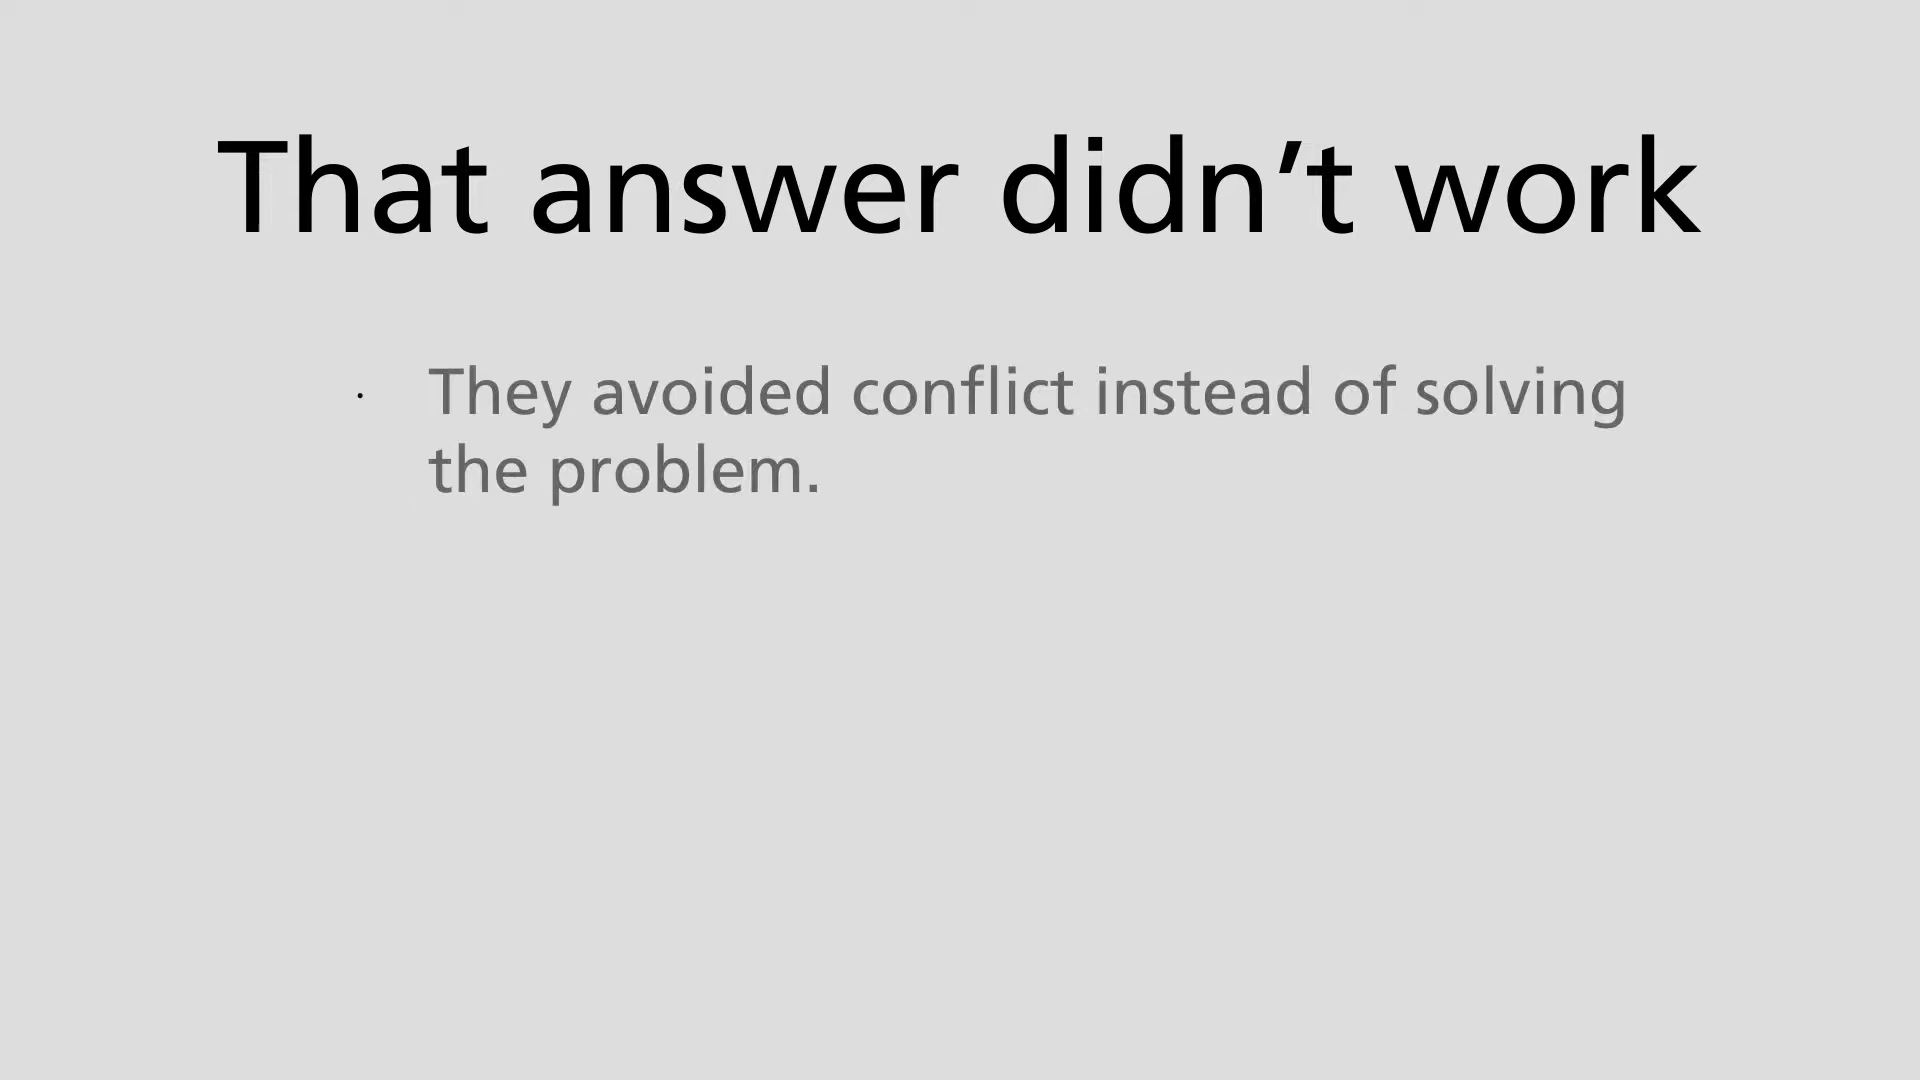 That answer didn’t work
· They avoided conflict instead of solving
the problem.